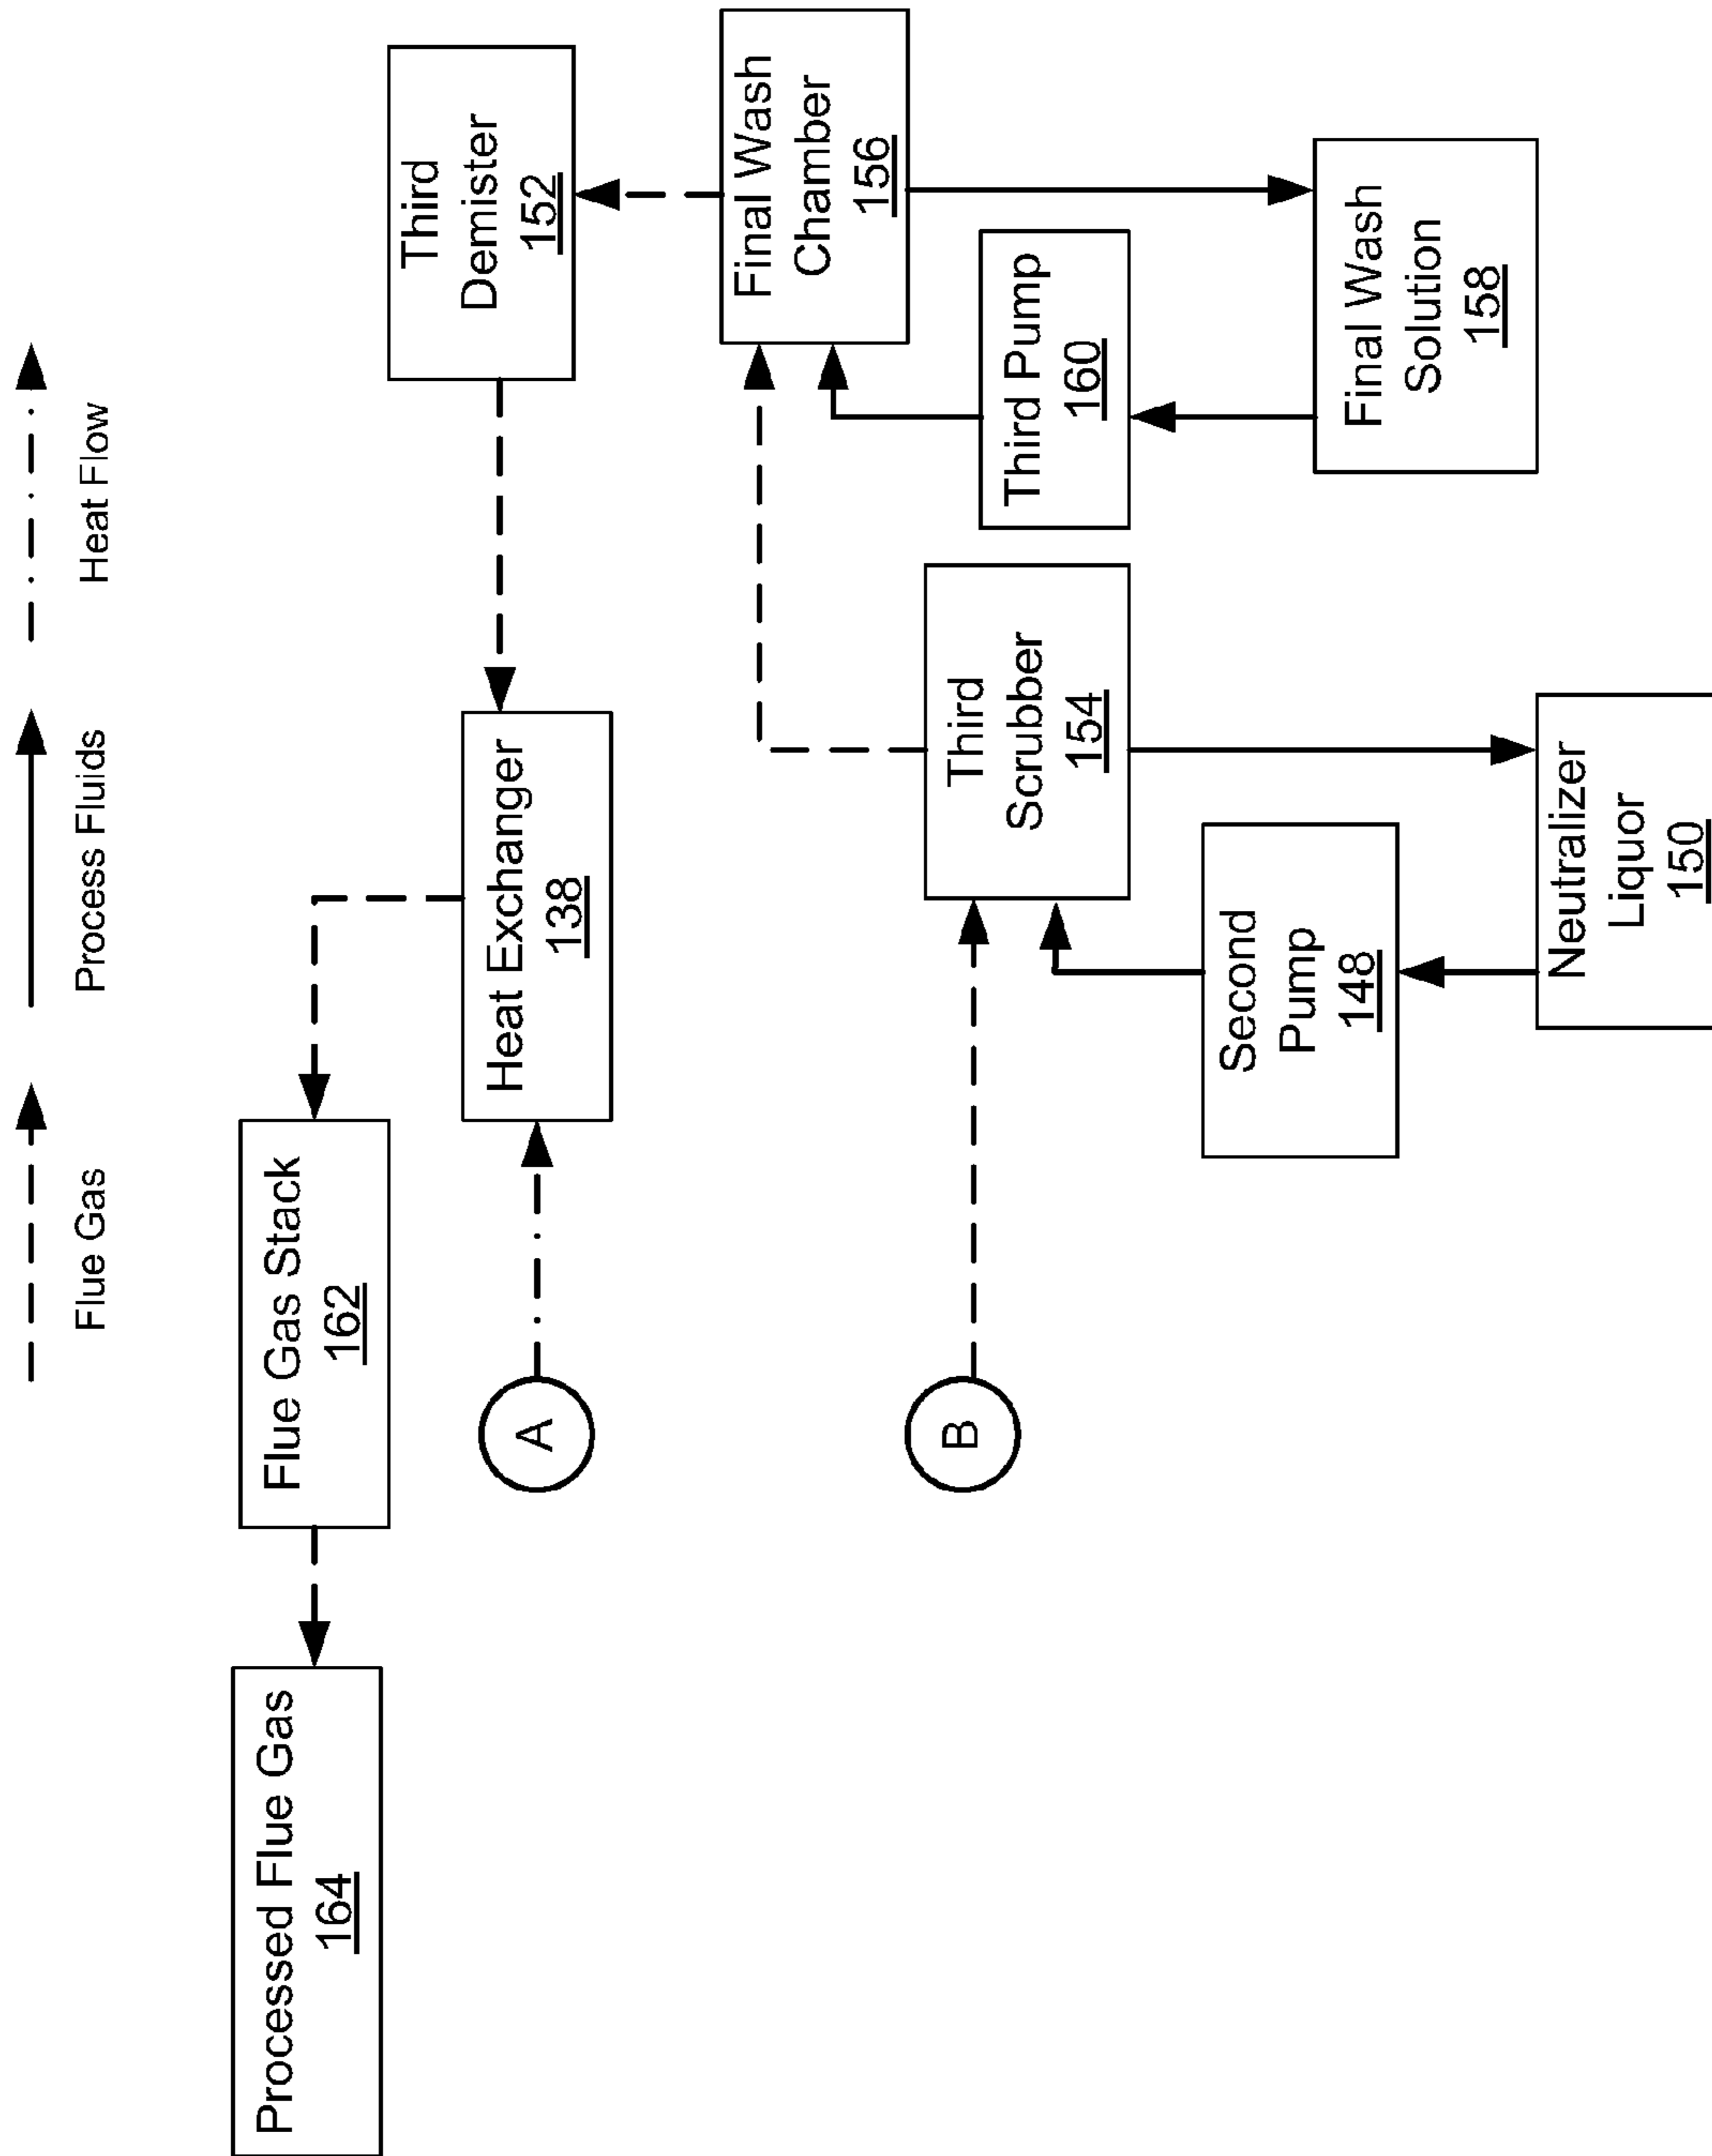 Flue Gas
Process Fluids
Heat Flow
Processed Flue Gas
164
Flue Gas Stack
162
Third
Demister
152
A
Heat Exchanger
138
Final Wash
Chamber
156
B
Third
Scrubber
154
Third Pump
160
Second
Pump
148
Final Wash
Solution
158
Neutralizer
Liquor
150